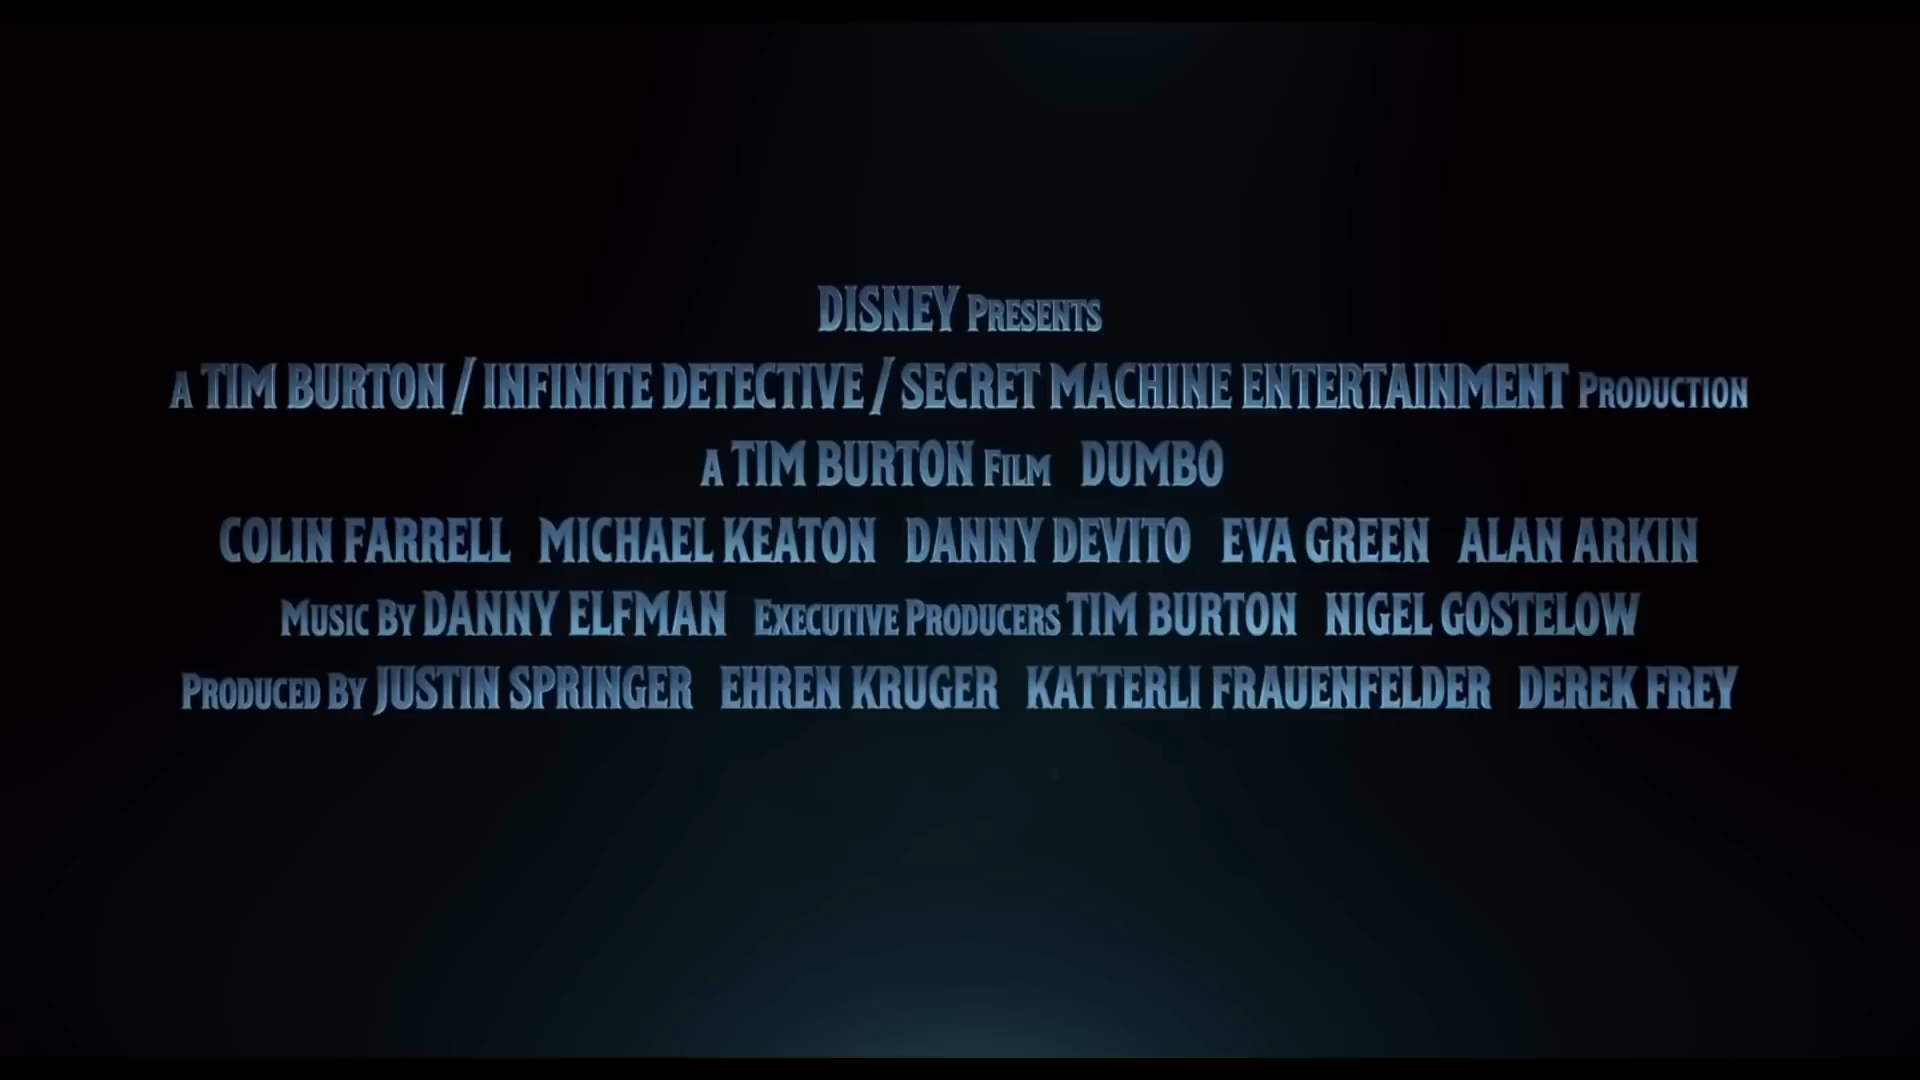 DISNEY PRESENTS
A TIM BURTON / INFINITE DETECTIVE / SECRET MACHINE ENTERTAINMENT PRODUCTION
A TIM BURTON FILM DUMBO
COLIN FARRELL MICHAEL KEATON DANNY DEVITO EVA GREEN ALAN ARKIN
MUSIC BY DANNY ELFMAN EXECUTIVE PRODUCERS TIM BURTON NIGEL GOSTELOW
PRODUCED BY JUSTIN SPRINGER EHREN KRUGER KATTERLI FRAUENFELDER DEREK FREY